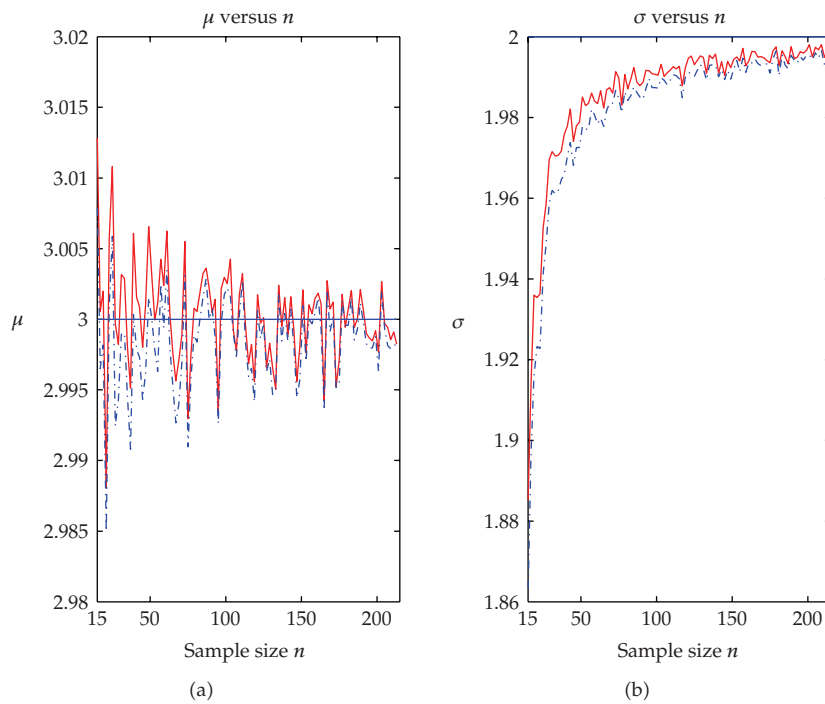 μ versus n
3.02
3.015
3.01
3.005
3
2.995
2.99
2.985
2.98
μ
15 50 100 150 200
Sample size n
(a)
σ versus n
2
1.98
1.96
1.94
1.92
1.9
1.88
1.86
σ
15 50 100 150 200
Sample size n
(b)